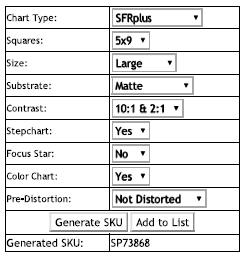 Chart Type: SFRplus
Squares: 5x9
Size: Large
Substrate: Matte
Contrast: 10:1 & 2:1
Stepchart: Yes
Focus Star: No
Color Chart: Yes
Pre-Distortion: Not Distorted
Generate SKU Add to List
Generated SKU: SP73868